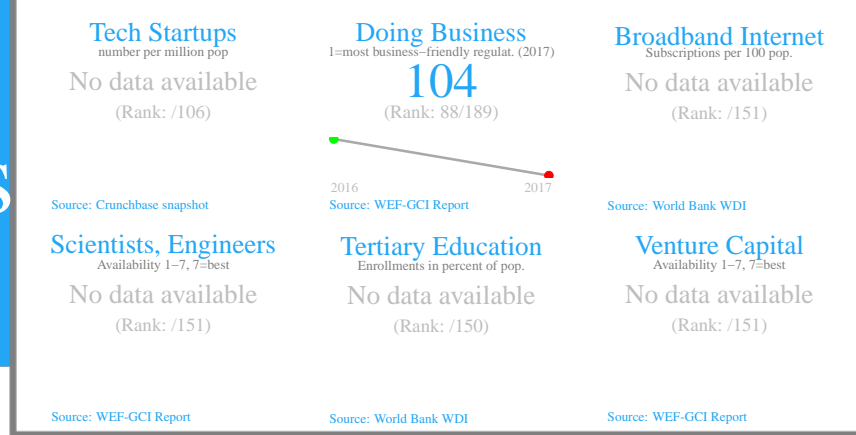 Tech Startups
number per million pop
No data available
(Rank: /106)
Source: Crunchbase snapshot
Doing Business
1=most business−friendly regulat. (2017)
104
(Rank: 88/189)
2016
2017
Source: WEF-GCI Report
Broadband Internet
Subscriptions per 100 pop.
No data available
(Rank: /151)
Source: World Bank WDI
Scientists, Engineers
Availability 1−7, 7=best
No data available
(Rank: /151)
Source: WEF-GCI Report
Tertiary Education
Enrollments in percent of pop.
No data available
(Rank: /150)
Source: World Bank WDI
Venture Capital
Availability 1−7, 7=best
No data available
(Rank: /151)
Source: WEF-GCI Report